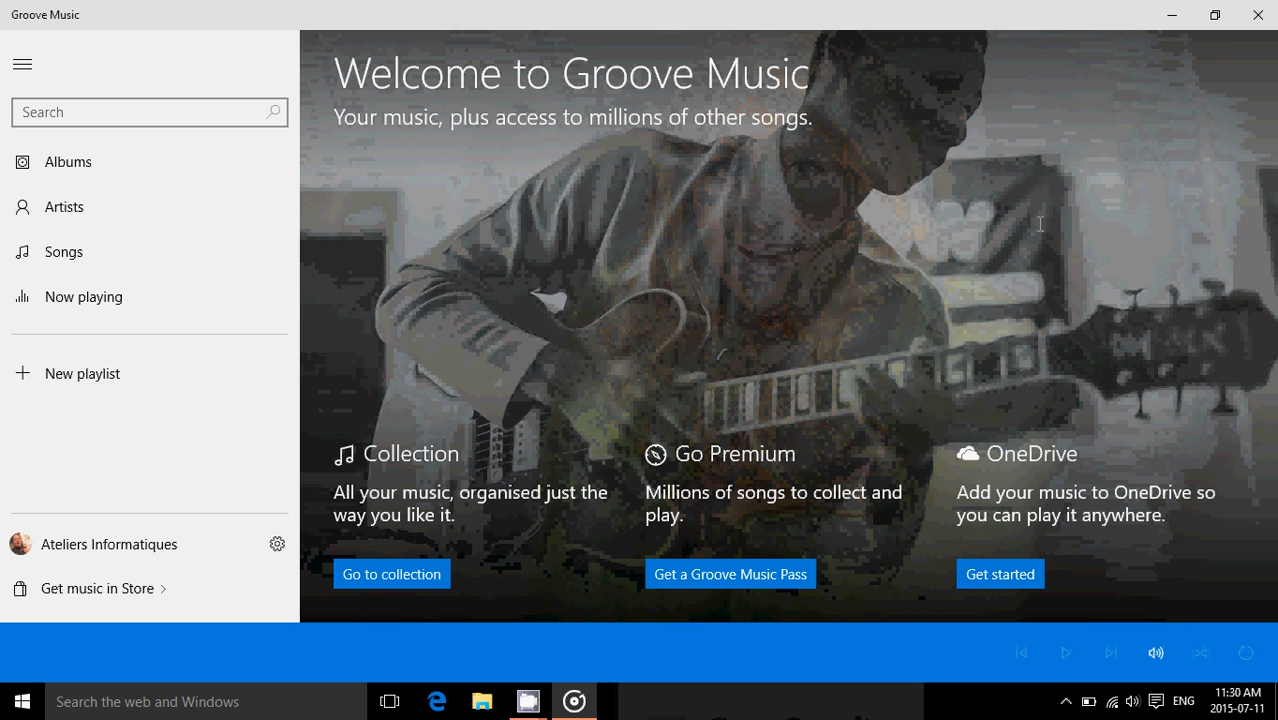 Groove Music
Search
Albums
Artists
Songs
Now playing
New playlist
Ateliers Informatiques
Get music in Store
Welcome to Groove Music
Your music, plus access to millions of other songs.
Collection
All your music, organised just the
way you like it.
Go to collection
Go Premium
Millions of songs to collect and
play.
Get a Groove Music Pass
OneDrive
Add your music to OneDrive so
you can play it anywhere.
Get started
Search the web and Windows
ENG
11:30 AM
2015-07-11